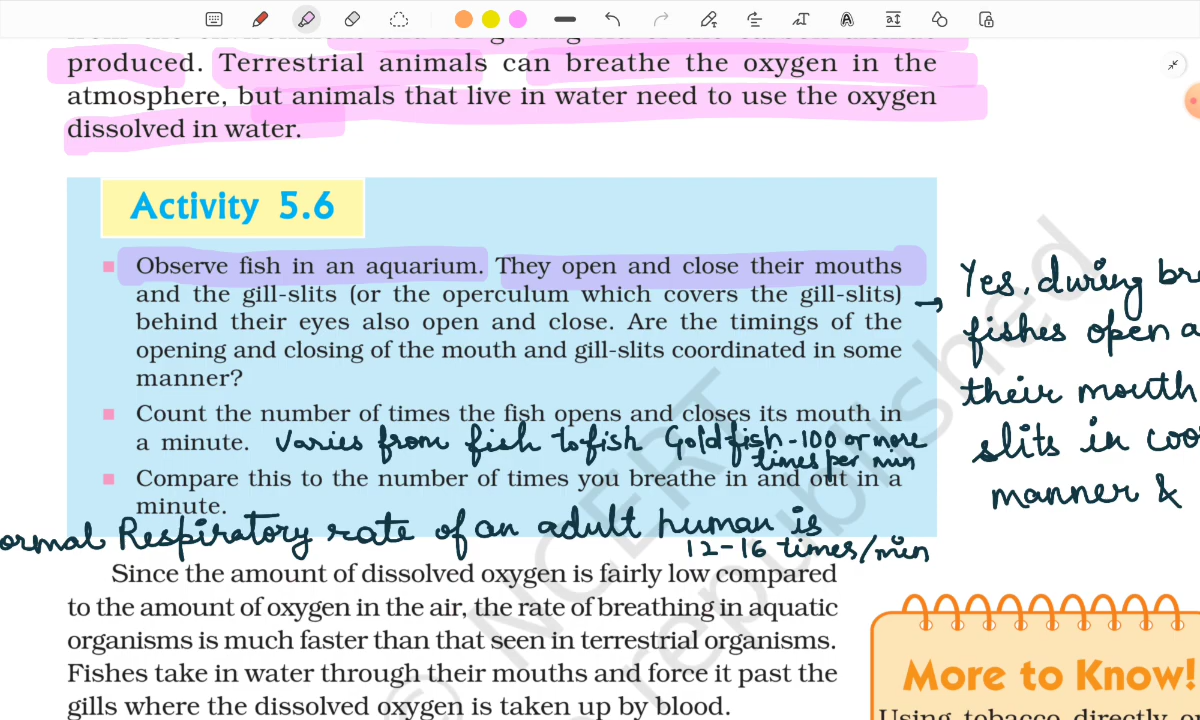 produced. Terrestrial animals can breathe the oxygen in the
atmosphere, but animals that live in water need to use the oxygen
dissolved in water.
Activity 5.6
Observe fish in an aquarium. They open and close their mouths
and the gill-slits (or the operculum which covers the gill-slits)
behind their eyes also open and close. Are the timings of the
opening and closing of the mouth and gill-slits coordinated in some
manner?
→ Yes, during
fishes open
their mouth
slits in
manner &
Count the number of times the fish opens and closes its mouth in
a minute. Varies from fish to fish Goldfish - 100 or more
times per min
Compare this to the number of times you breathe in and out in a
minute.
Respiratory rate of an adult human is
12-16 times/min
Since the amount of dissolved oxygen is fairly low compared
to the amount of oxygen in the air, the rate of breathing in aquatic
organisms is much faster than that seen in terrestrial organisms.
Fishes take in water through their mouths and force it past the
gills where the dissolved oxygen is taken up by blood.
More to Know!
Using tobacco directly
© NCERT
republished